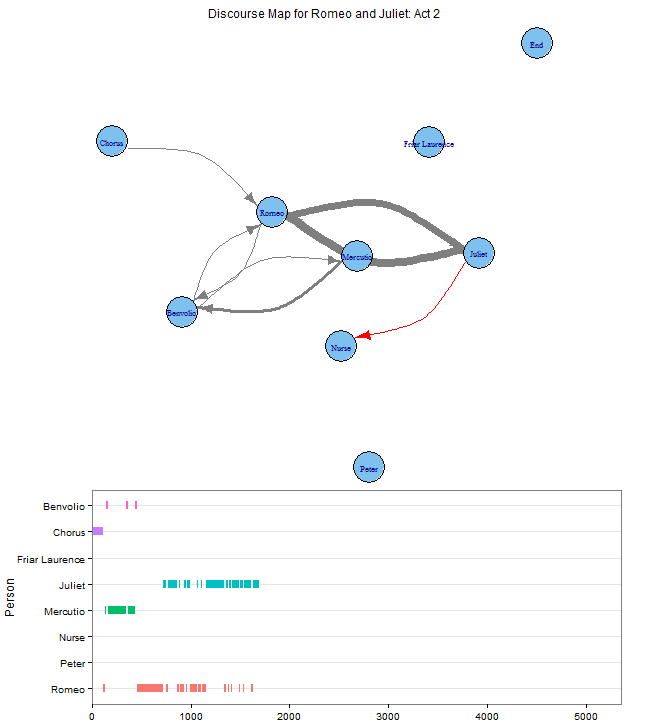 Discourse Map for Romeo and Juliet: Act 2
End
Chorus
Friar Laurence
Romeo
Mercutio
Juliet
Benvolio
Nurse
Peter
Person
Benvolio
Chorus
Friar Laurence
Juliet
Mercutio
Nurse
Peter
Romeo
0 1000 2000 3000 4000 5000